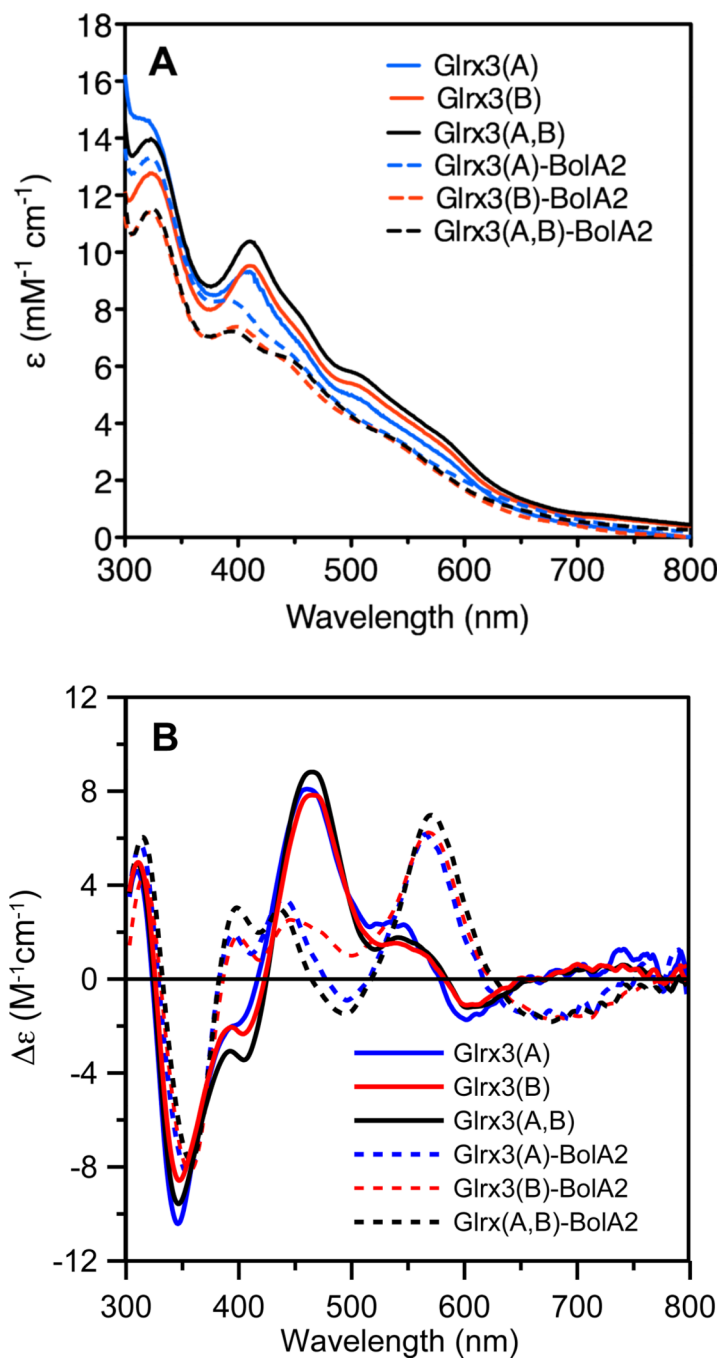 18
16
14
12
10
8
6
4
2
0
A
Glrx3(A)
Glrx3(B)
Glrx3(A,B)
Glrx3(A)-BolA2
Glrx3(B)-BolA2
Glrx3(A,B)-BolA2
ε (mM⁻¹ cm⁻¹)
300 400 500 600 700 800
Wavelength (nm)
12
8
4
0
-4
-8
-12
B
Δε (M⁻¹cm⁻¹)
Glrx3(A)
Glrx3(B)
Glrx3(A,B)
Glrx3(A)-BolA2
Glrx3(B)-BolA2
Glrx(A,B)-BolA2
300 400 500 600 700 800
Wavelength (nm)